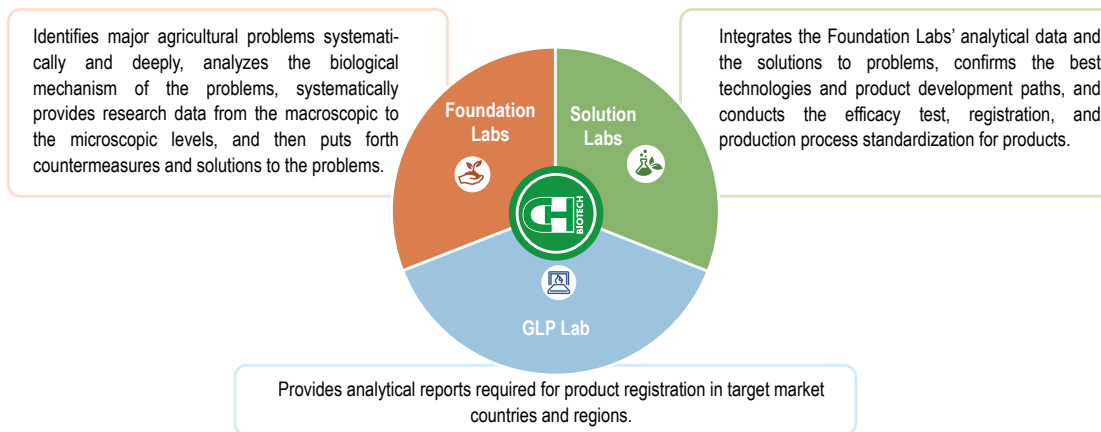 Identifies major agricultural problems systemati-
cally and deeply, analyzes the biological
mechanism of the problems, systematically
provides research data from the macroscopic to
the microscopic levels, and then puts forth
countermeasures and solutions to the problems.
Foundation
Labs
Solution
Labs
Integrates the Foundation Labs' analytical data and
the solutions to problems, confirms the best
technologies and product development paths, and
conducts the efficacy test, registration, and
production process standardization for products.
CH
BIOTECH
GLP Lab
Provides analytical reports required for product registration in target market
countries and regions.